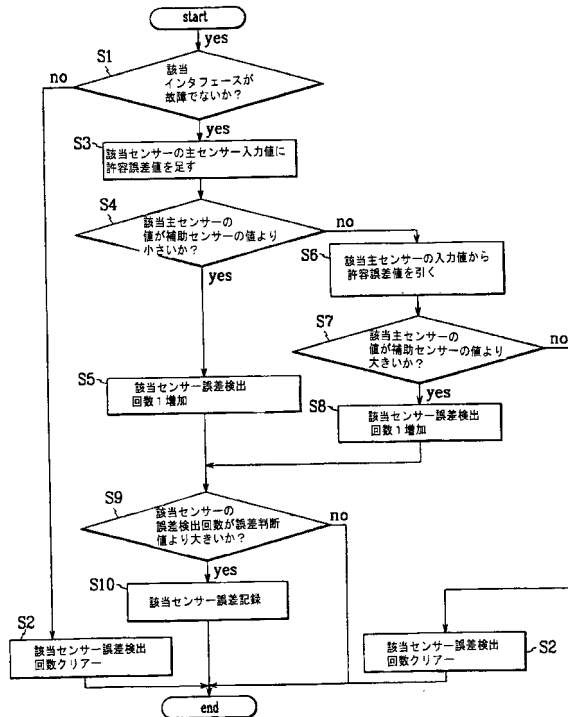 start
yes
S1
no
該当
インタフェースが
故障でないか?
yes
S3
該当センサーの主センサー入力値に
許容誤差値を足す
S4
該当主センサーの
値が補助センサーの値より
小さいか?
no
yes
S6
該当主センサーの入力値から
許容誤差値を引く
S7
該当主センサーの
値が補助センサーの値より
大きいか?
no
yes
S5
該当センサー誤差検出
回数1増加
S8
該当センサー誤差検出
回数1増加
S9
該当センサーの
誤差検出回数が誤差判断
値より大きいか?
no
yes
S10
該当センサー誤差記録
S2
該当センサー誤差検出
回数クリアー
該当センサー誤差検出
回数クリアー
S2
end